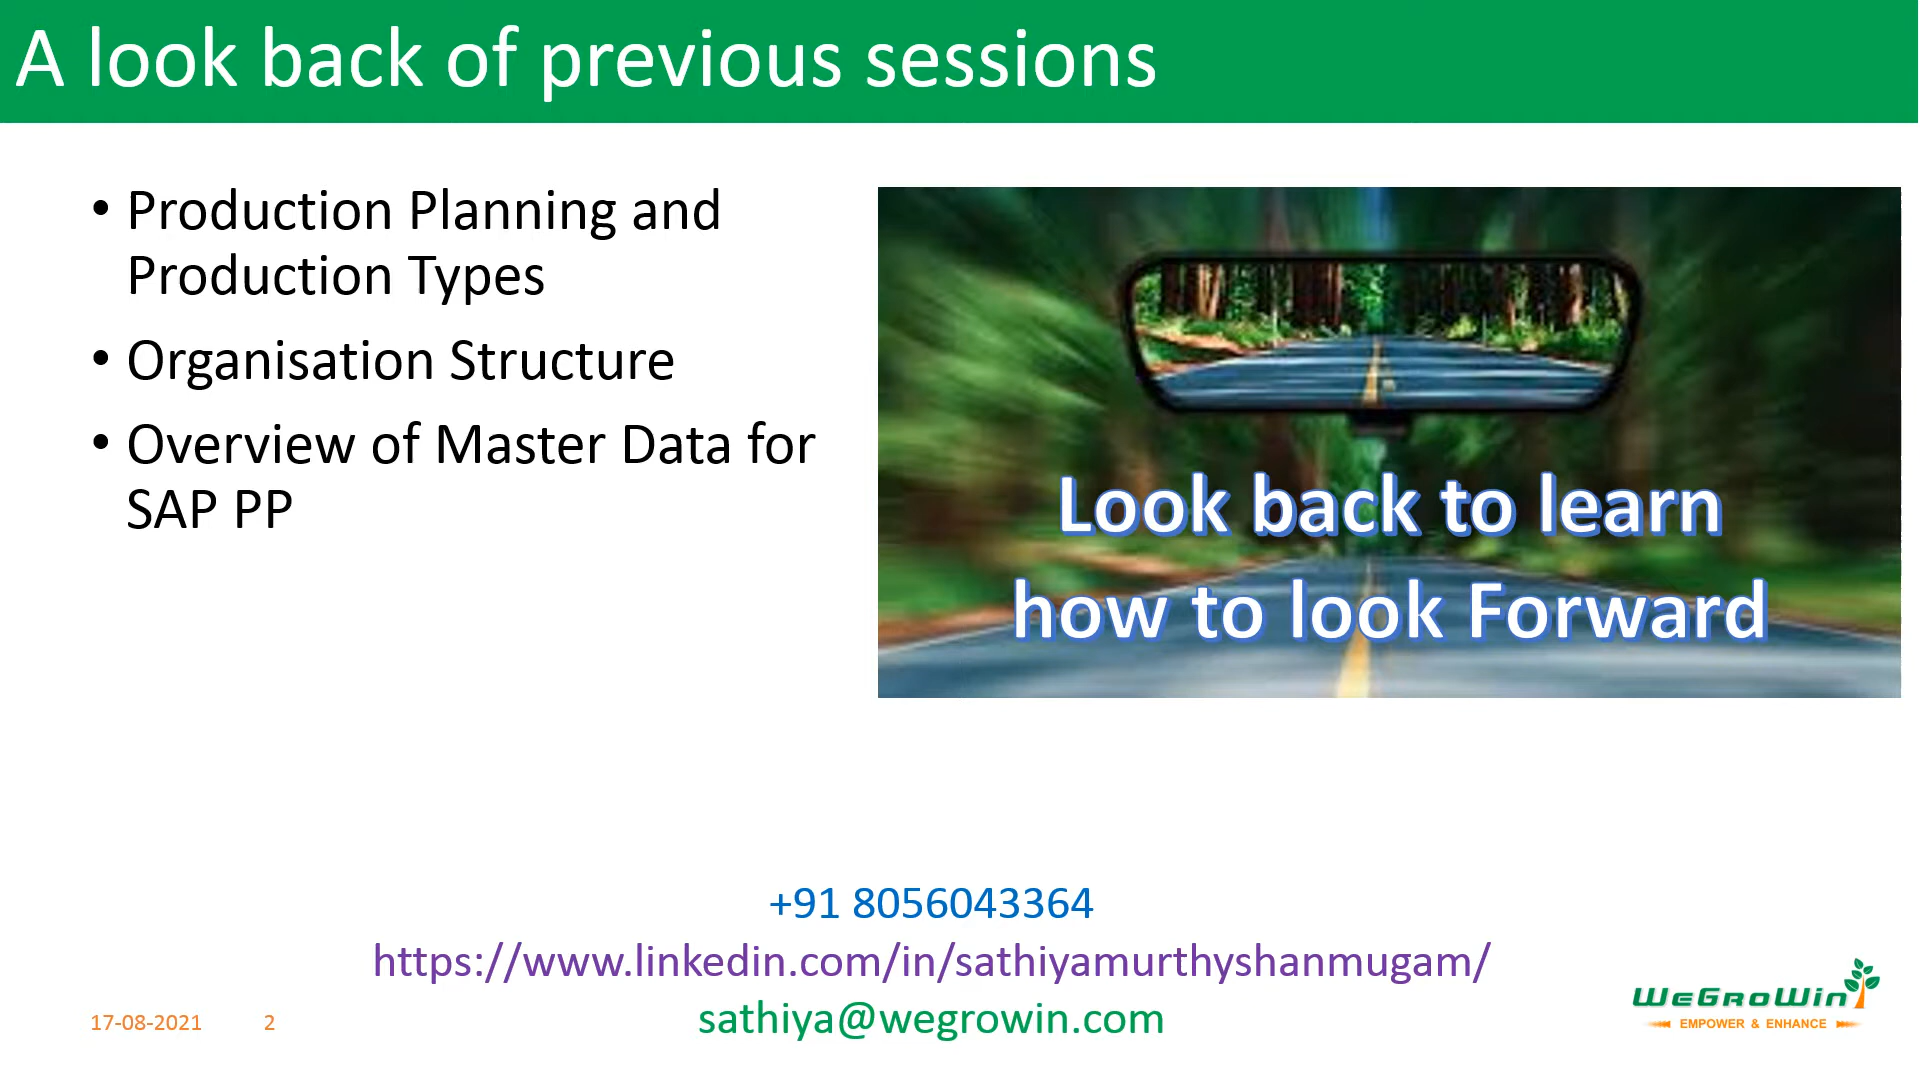 A look back of previous sessions
• Production Planning and
Production Types
• Organisation Structure
• Overview of Master Data for
SAP PP
Look back to learn
how to look Forward
+91 8056043364
https://www.linkedin.com/in/sathiyamurthyshanmugam/
sathiya@wegrowin.com
17-08-2021 2
WeGroWin
EMPOWER & ENHANCE